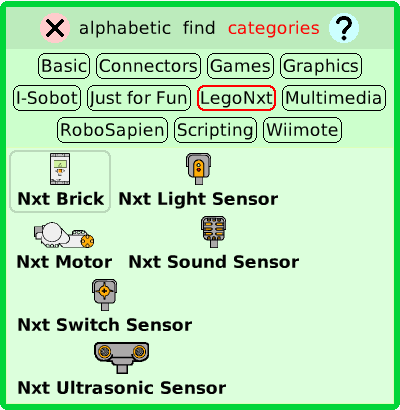 alphabetic find categories ?
Basic Connectors Games Graphics
I-Sobot Just for Fun LegoNxt Multimedia
RoboSapien Scripting Wiimote
Nxt Brick Nxt Light Sensor
Nxt Motor Nxt Sound Sensor
Nxt Switch Sensor
Nxt Ultrasonic Sensor